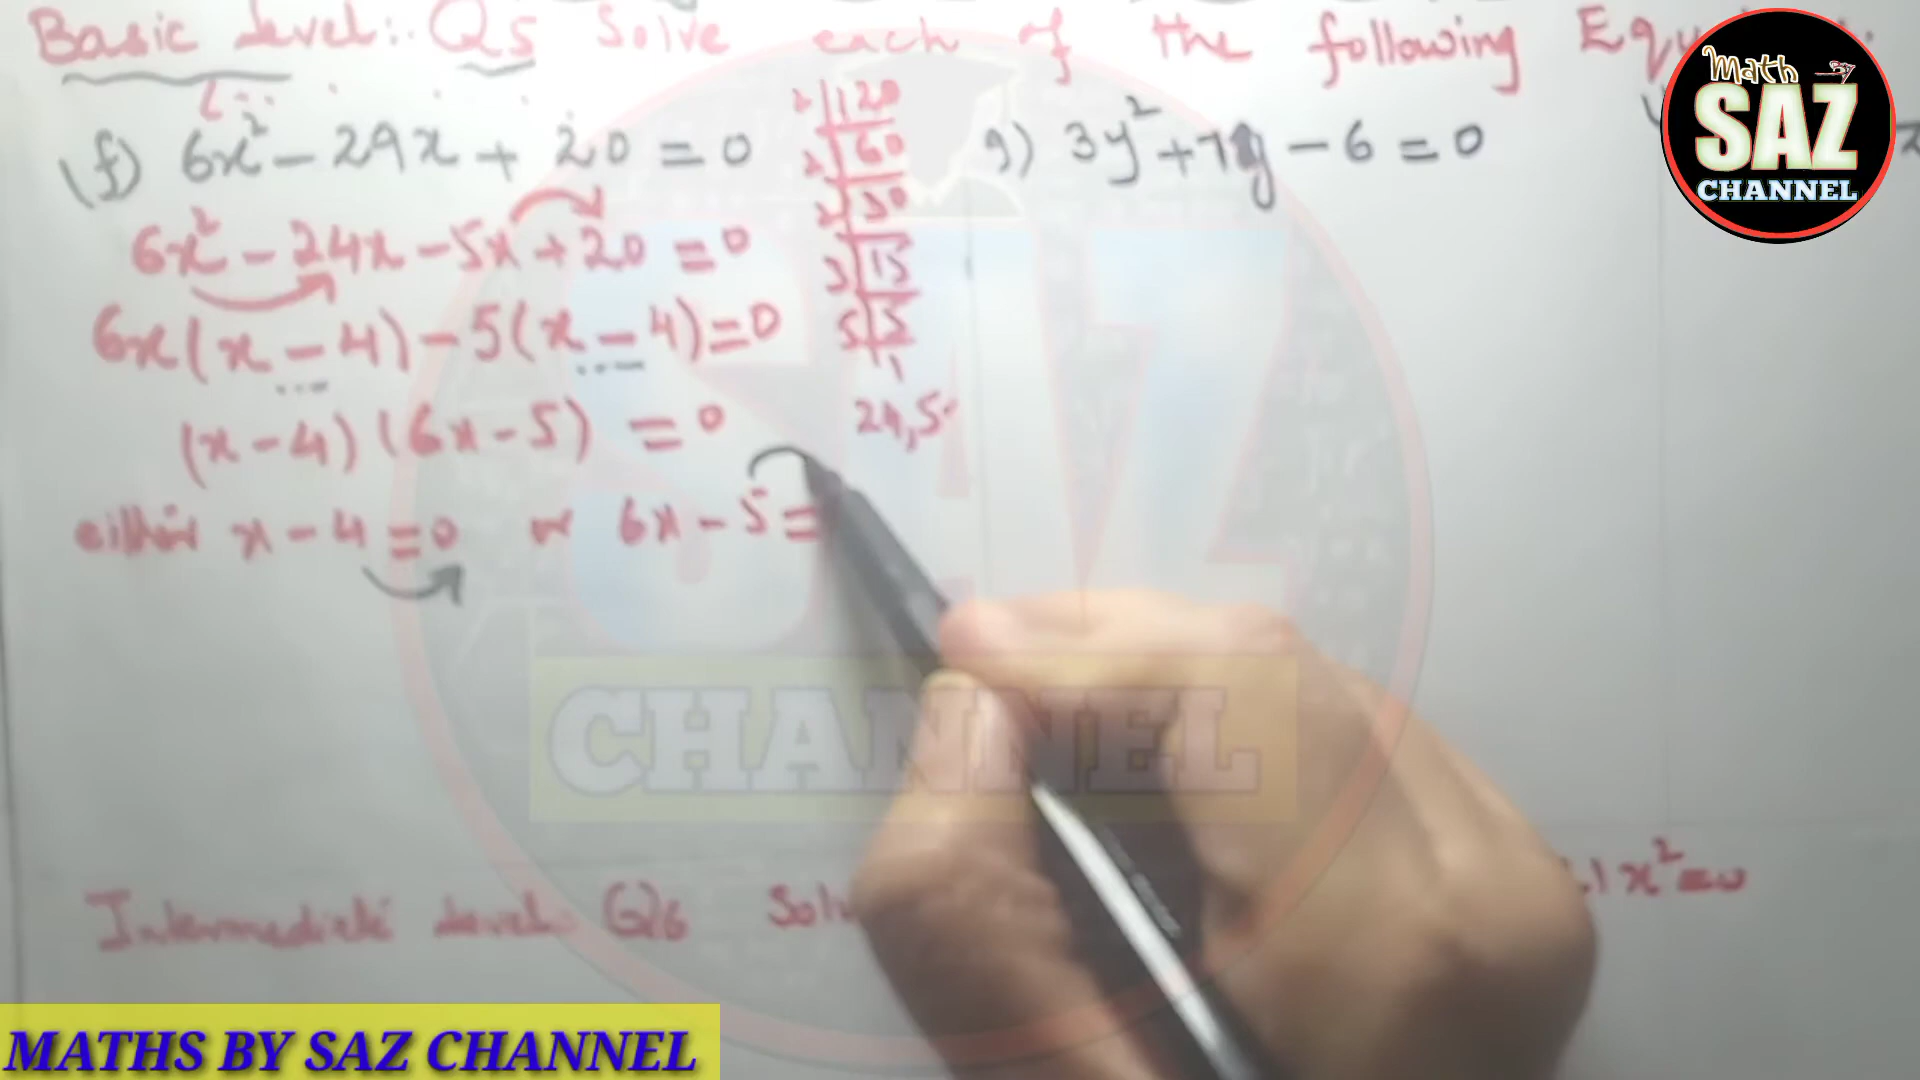 Basic Level: Q5 Solve each of the following
(f) 6x² - 29x + 20 = 0
6x² - 24x - 5x + 20 = 0
6x(x - 4) - 5(x - 4) = 0
(x - 4) (6x - 5) = 0
either x - 4 = 0 or 6x - 5 =
2 | 120
2 | 60
2 | 30
3 | 15
5 | 5
1
24,5
g) 3y² + 7y - 6 = 0
Intermediate Level: Q6
x² = 0
Math
SAZ
CHANNEL
SAZ
CHANNEL
MATHS BY SAZ CHANNEL